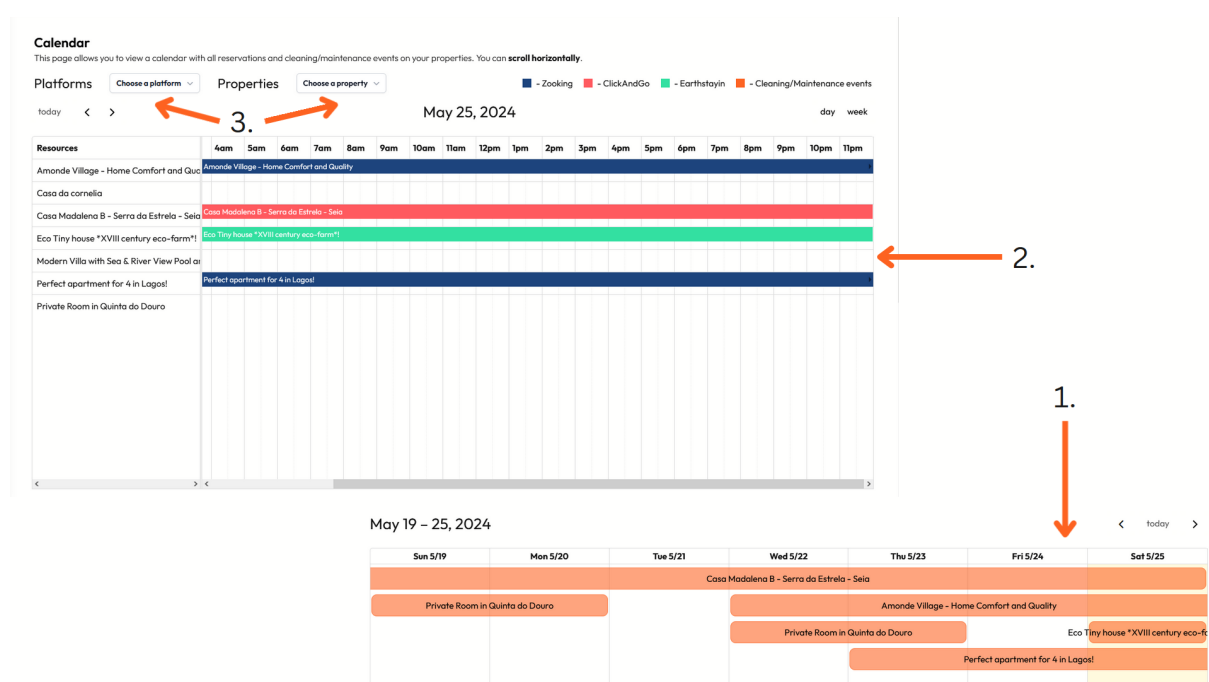 Calendar
This page allows you to view a calendar with all reservations and cleaning/maintenance events on your properties. You can scroll horizontally.
Platforms Choose a platform Properties Choose a property - Zooking - ClickAndGo - Earthstayin - Cleaning/Maintenance events
today < > 3. May 25, 2024 day week
Resources 4am 5am 6am 7am 8am 9am 10am 11am 12pm 1pm 2pm 3pm 4pm 5pm 6pm 7pm 8pm 9pm 10pm 11pm
Amonde Village - Home Comfort and Quc Amonde Village - Home Comfort and Quality
Casa da cornelia
Casa Madalena B - Serra da Estrela - Seia Casa Madalena B - Serra da Estrela - Seia
Eco Tiny house *XVIII century eco-farm*! Eco Tiny house *XVIII century eco-farm*!
Modern Villa with Sea & River View Pool ar 2.
Perfect apartment for 4 in Lagos! Perfect apartment for 4 in Lagos!
Private Room in Quinta do Douro
1.
May 19 – 25, 2024 < today >
Sun 5/19 Mon 5/20 Tue 5/21 Wed 5/22 Thu 5/23 Fri 5/24 Sat 5/25
Casa Madalena B - Serra da Estrela - Seia
Private Room in Quinta do Douro Amonde Village - Home Comfort and Quality
Private Room in Quinta do Douro Eco Tiny house *XVIII century eco-fa
Perfect apartment for 4 in Lagos!